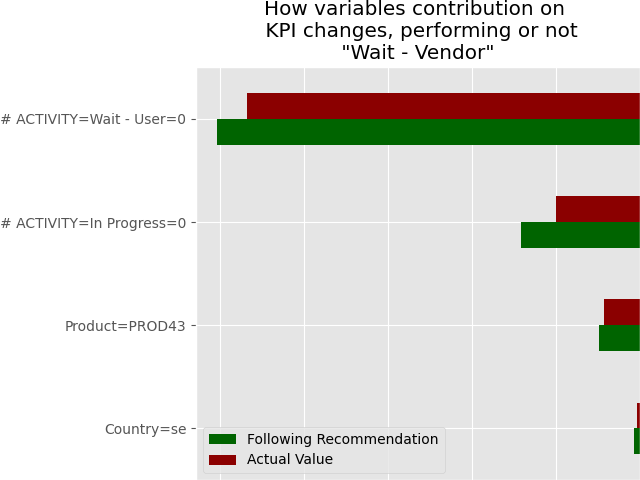 How variables contribution on
KPI changes, performing or not
"Wait - Vendor"
# ACTIVITY=Wait - User=0
# ACTIVITY=In Progress=0
Product=PROD43
Country=se
Following Recommendation
Actual Value